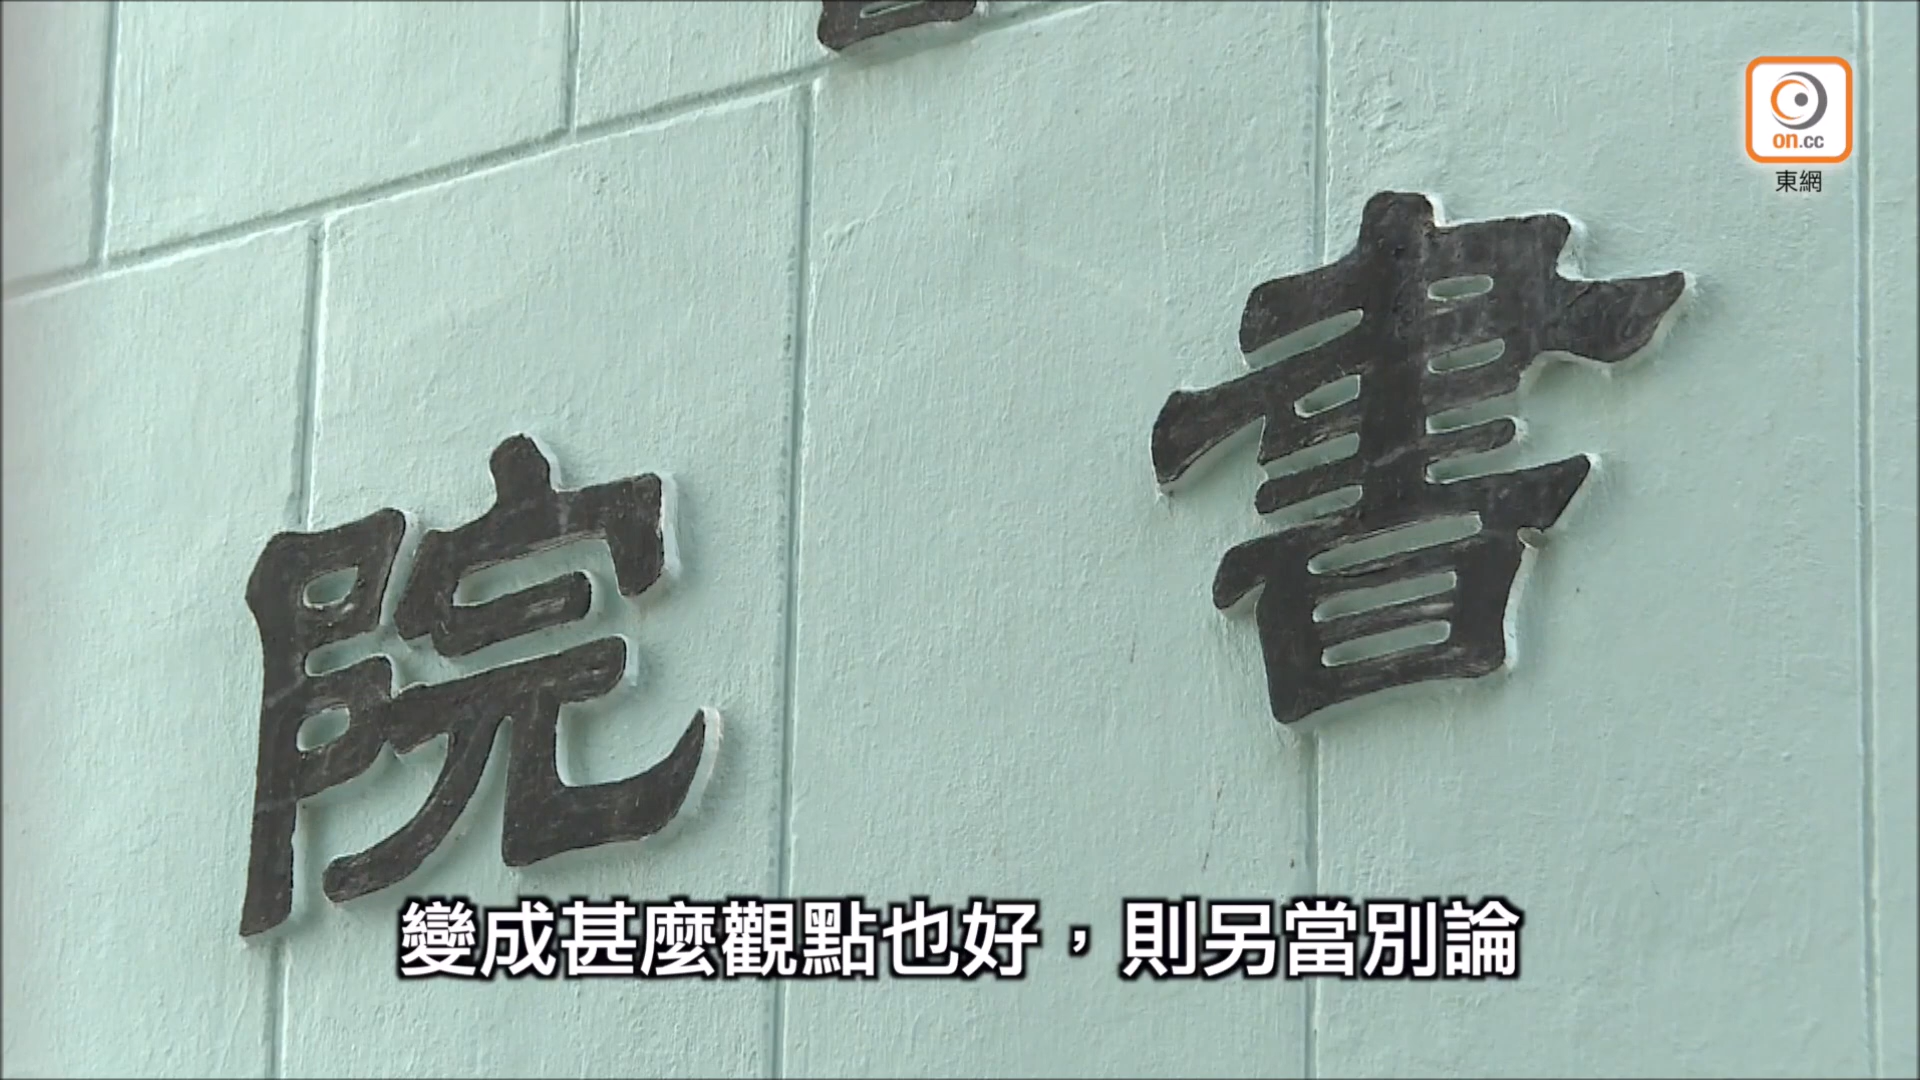 on.cc
東網
書
院
變成甚麼觀點也好，則另當別論